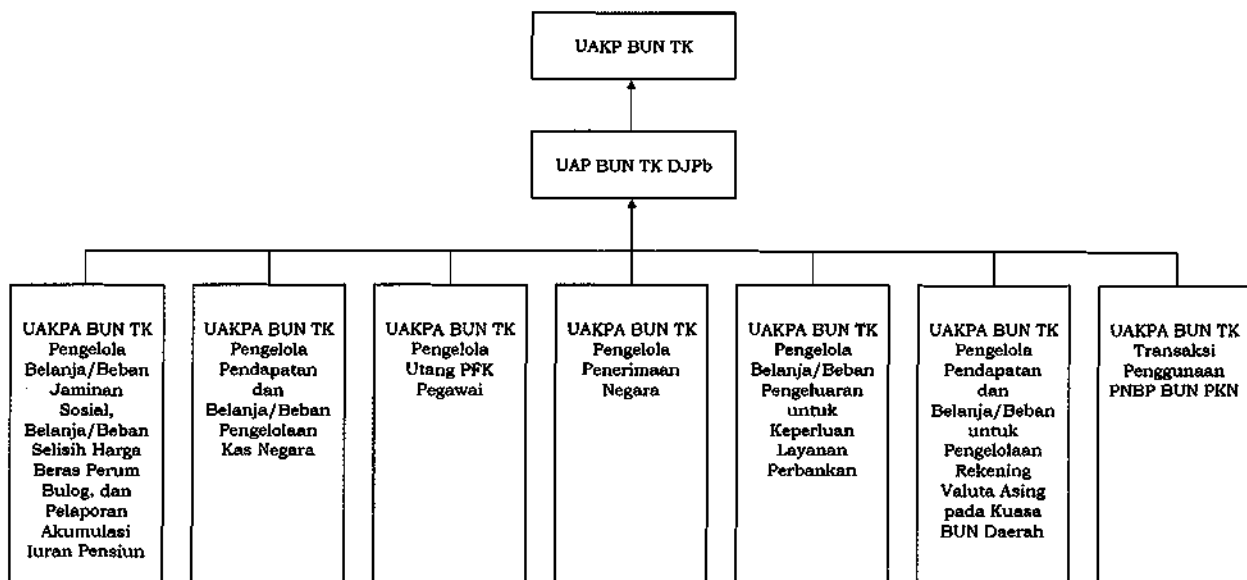 UAKP BUN TK
UAP BUN TK DJPb
UAKPA BUN TK
Pengelola
Belanja/Beban
Jaminan
Sosial,
Belanja/Beban
Selisih Harga
Beras Perum
Bulog, dan
Pelaporan
Akumulasi
Iuran Pensiun
UAKPA BUN TK
Pengelola
Pendapatan
dan
Belanja/Beban
Pengelolaan
Kas Negara
UAKPA BUN TK
Pengelola
Utang PFK
Pegawai
UAKPA BUN TK
Pengelola
Penerimaan
Negara
UAKPA BUN TK
Pengelola
Belanja/Beban
Pengeluaran
untuk
Keperluan
Layanan
Perbankan
UAKPA BUN TK
Pengelola
Pendapatan
dan
Belanja/Beban
untuk
Pengelolaan
Rekening
Valuta Asing
pada Kuasa
BUN Daerah
UAKPA BUN TK
Transaksi
Penggunaan
PNBP BUN PKN